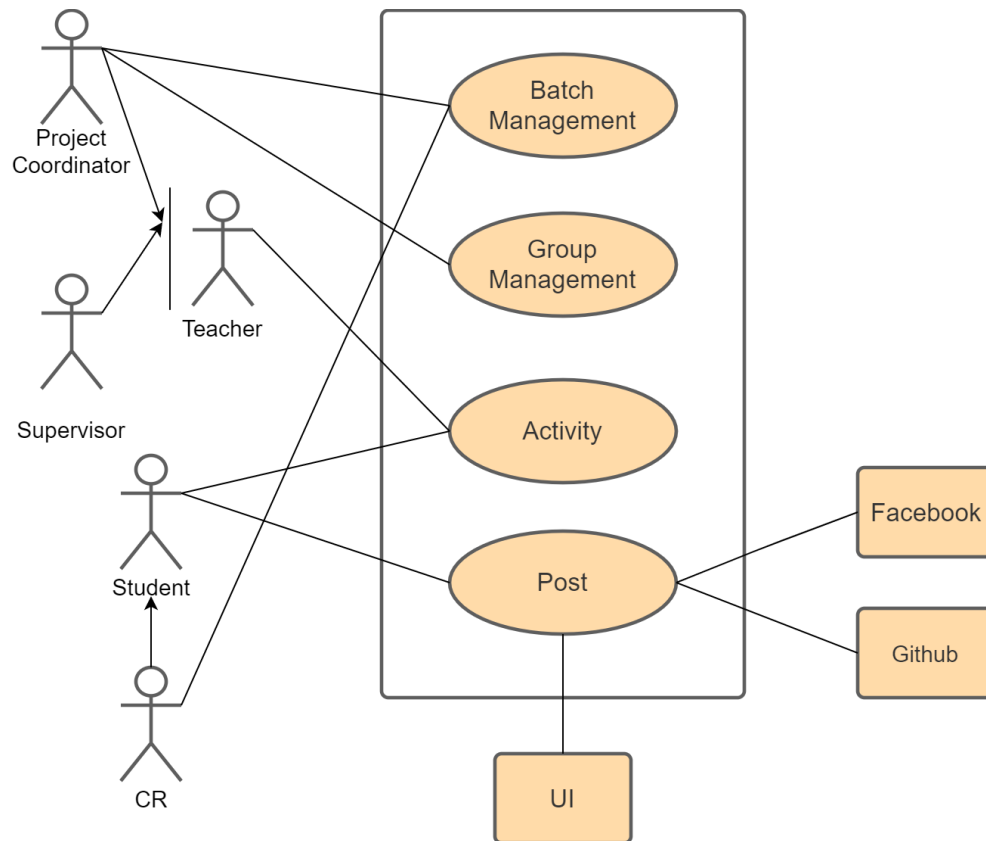 Project
Coordinator
Batch
Management
Group
Management
Teacher
Supervisor
Activity
Student
Post
Facebook
Github
CR
UI